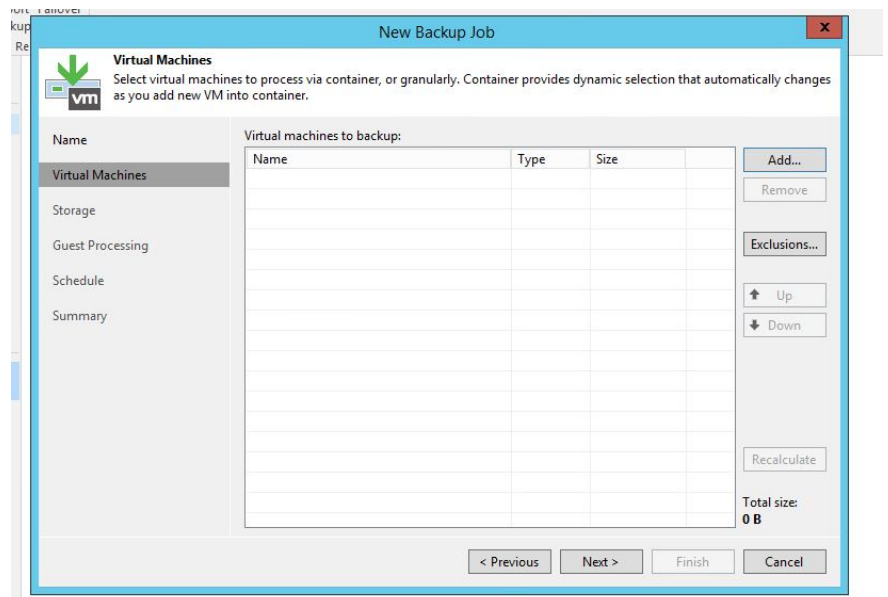 kup
Re
New Backup Job
x
vm
Virtual Machines
Select virtual machines to process via container, or granularly. Container provides dynamic selection that automatically changes
as you add new VM into container.
Name
Virtual Machines
Storage
Guest Processing
Schedule
Summary
Virtual machines to backup:
Name Type Size
Add...
Remove
Exclusions...
Up
Down
Recalculate
Total size:
0 B
< Previous Next > Finish Cancel